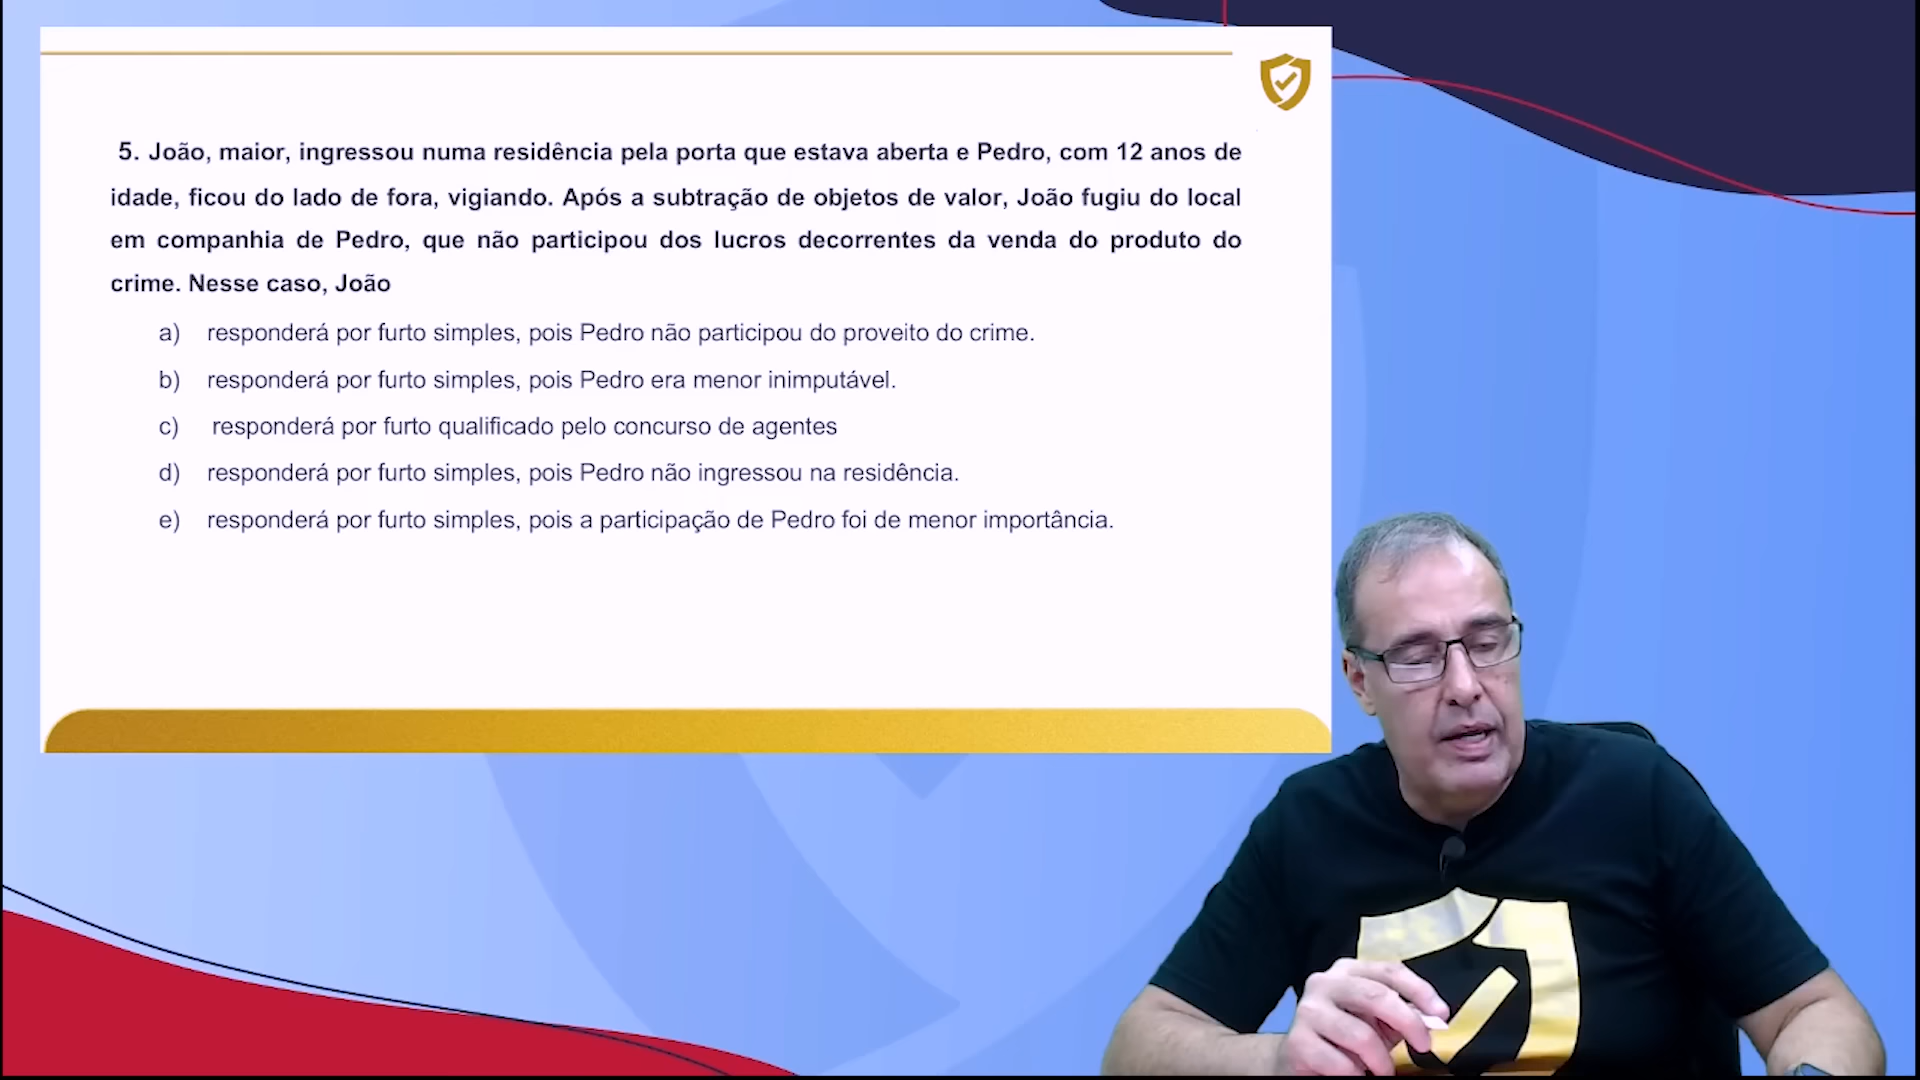 5. João, maior, ingressou numa residência pela porta que estava aberta e Pedro, com 12 anos de
idade, ficou do lado de fora, vigiando. Após a subtração de objetos de valor, João fugiu do local
em companhia de Pedro, que não participou dos lucros decorrentes da venda do produto do
crime. Nesse caso, João
a) responderá por furto simples, pois Pedro não participou do proveito do crime.
b) responderá por furto simples, pois Pedro era menor inimputável.
c) responderá por furto qualificado pelo concurso de agentes
d) responderá por furto simples, pois Pedro não ingressou na residência.
e) responderá por furto simples, pois a participação de Pedro foi de menor importância.